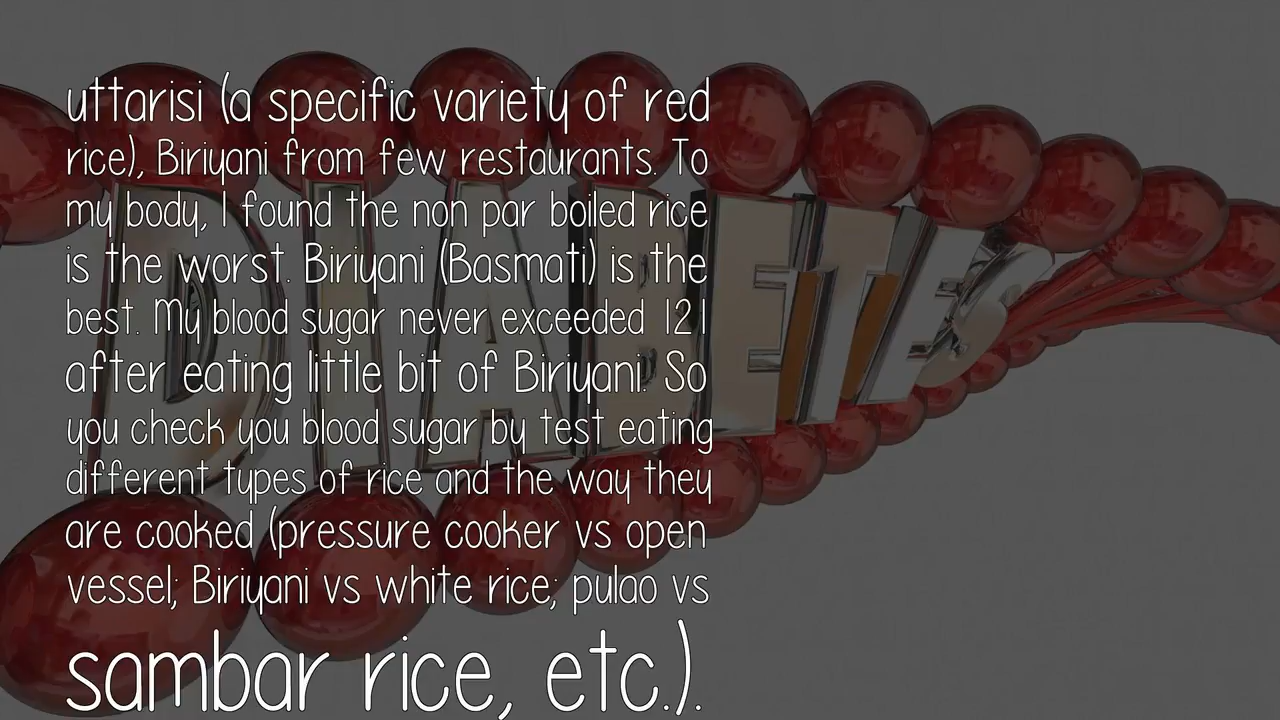 uttarisi (a specific variety of red
rice), Biriyani from few restaurants. To
my body, I found the non par boiled rice
is the worst. Biriyani (Basmati) is the
best. My blood sugar never exceeded 121
after eating little bit of Biriyani. So
you check you blood sugar by test eating
different types of rice and the way they
are cooked (pressure cooker vs open
vessel; Biriyani vs white rice; pulao vs
sambar rice, etc.).
DIABETES